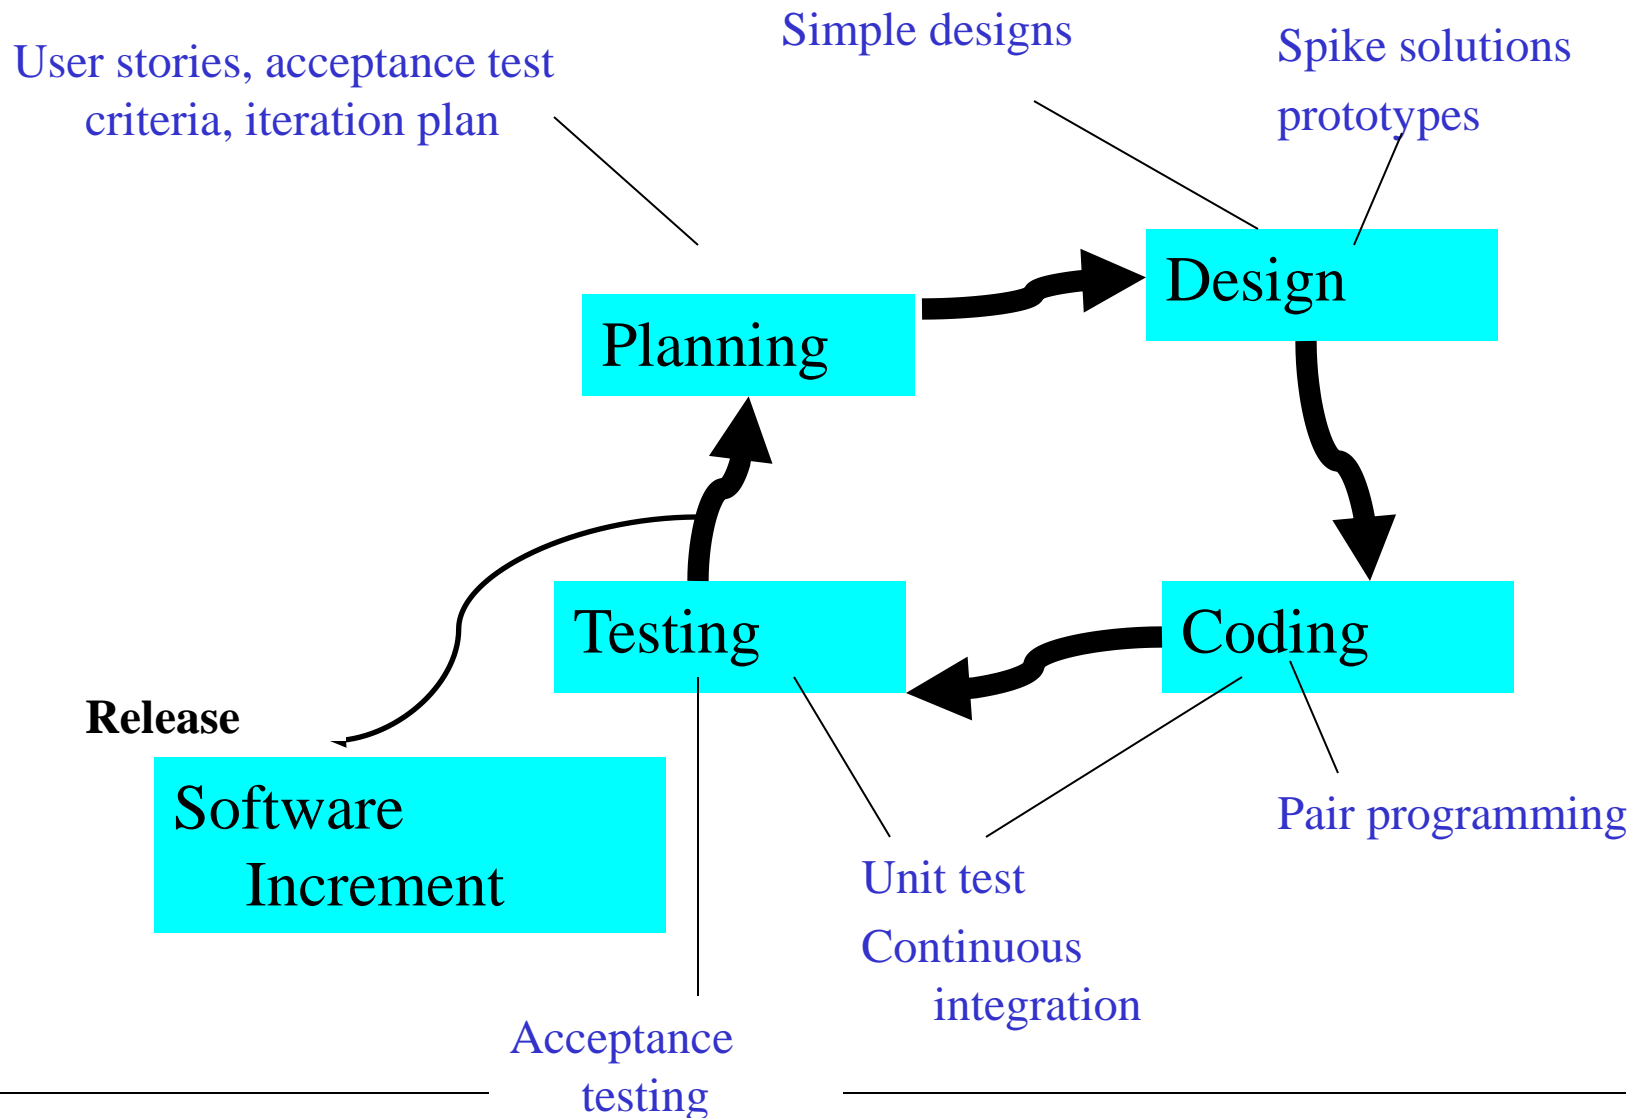 User stories, acceptance test
criteria, iteration plan
Simple designs
Spike solutions
prototypes
Planning
Design
Testing
Coding
Release
Software
Increment
Pair programming
Unit test
Continuous
integration
Acceptance
testing